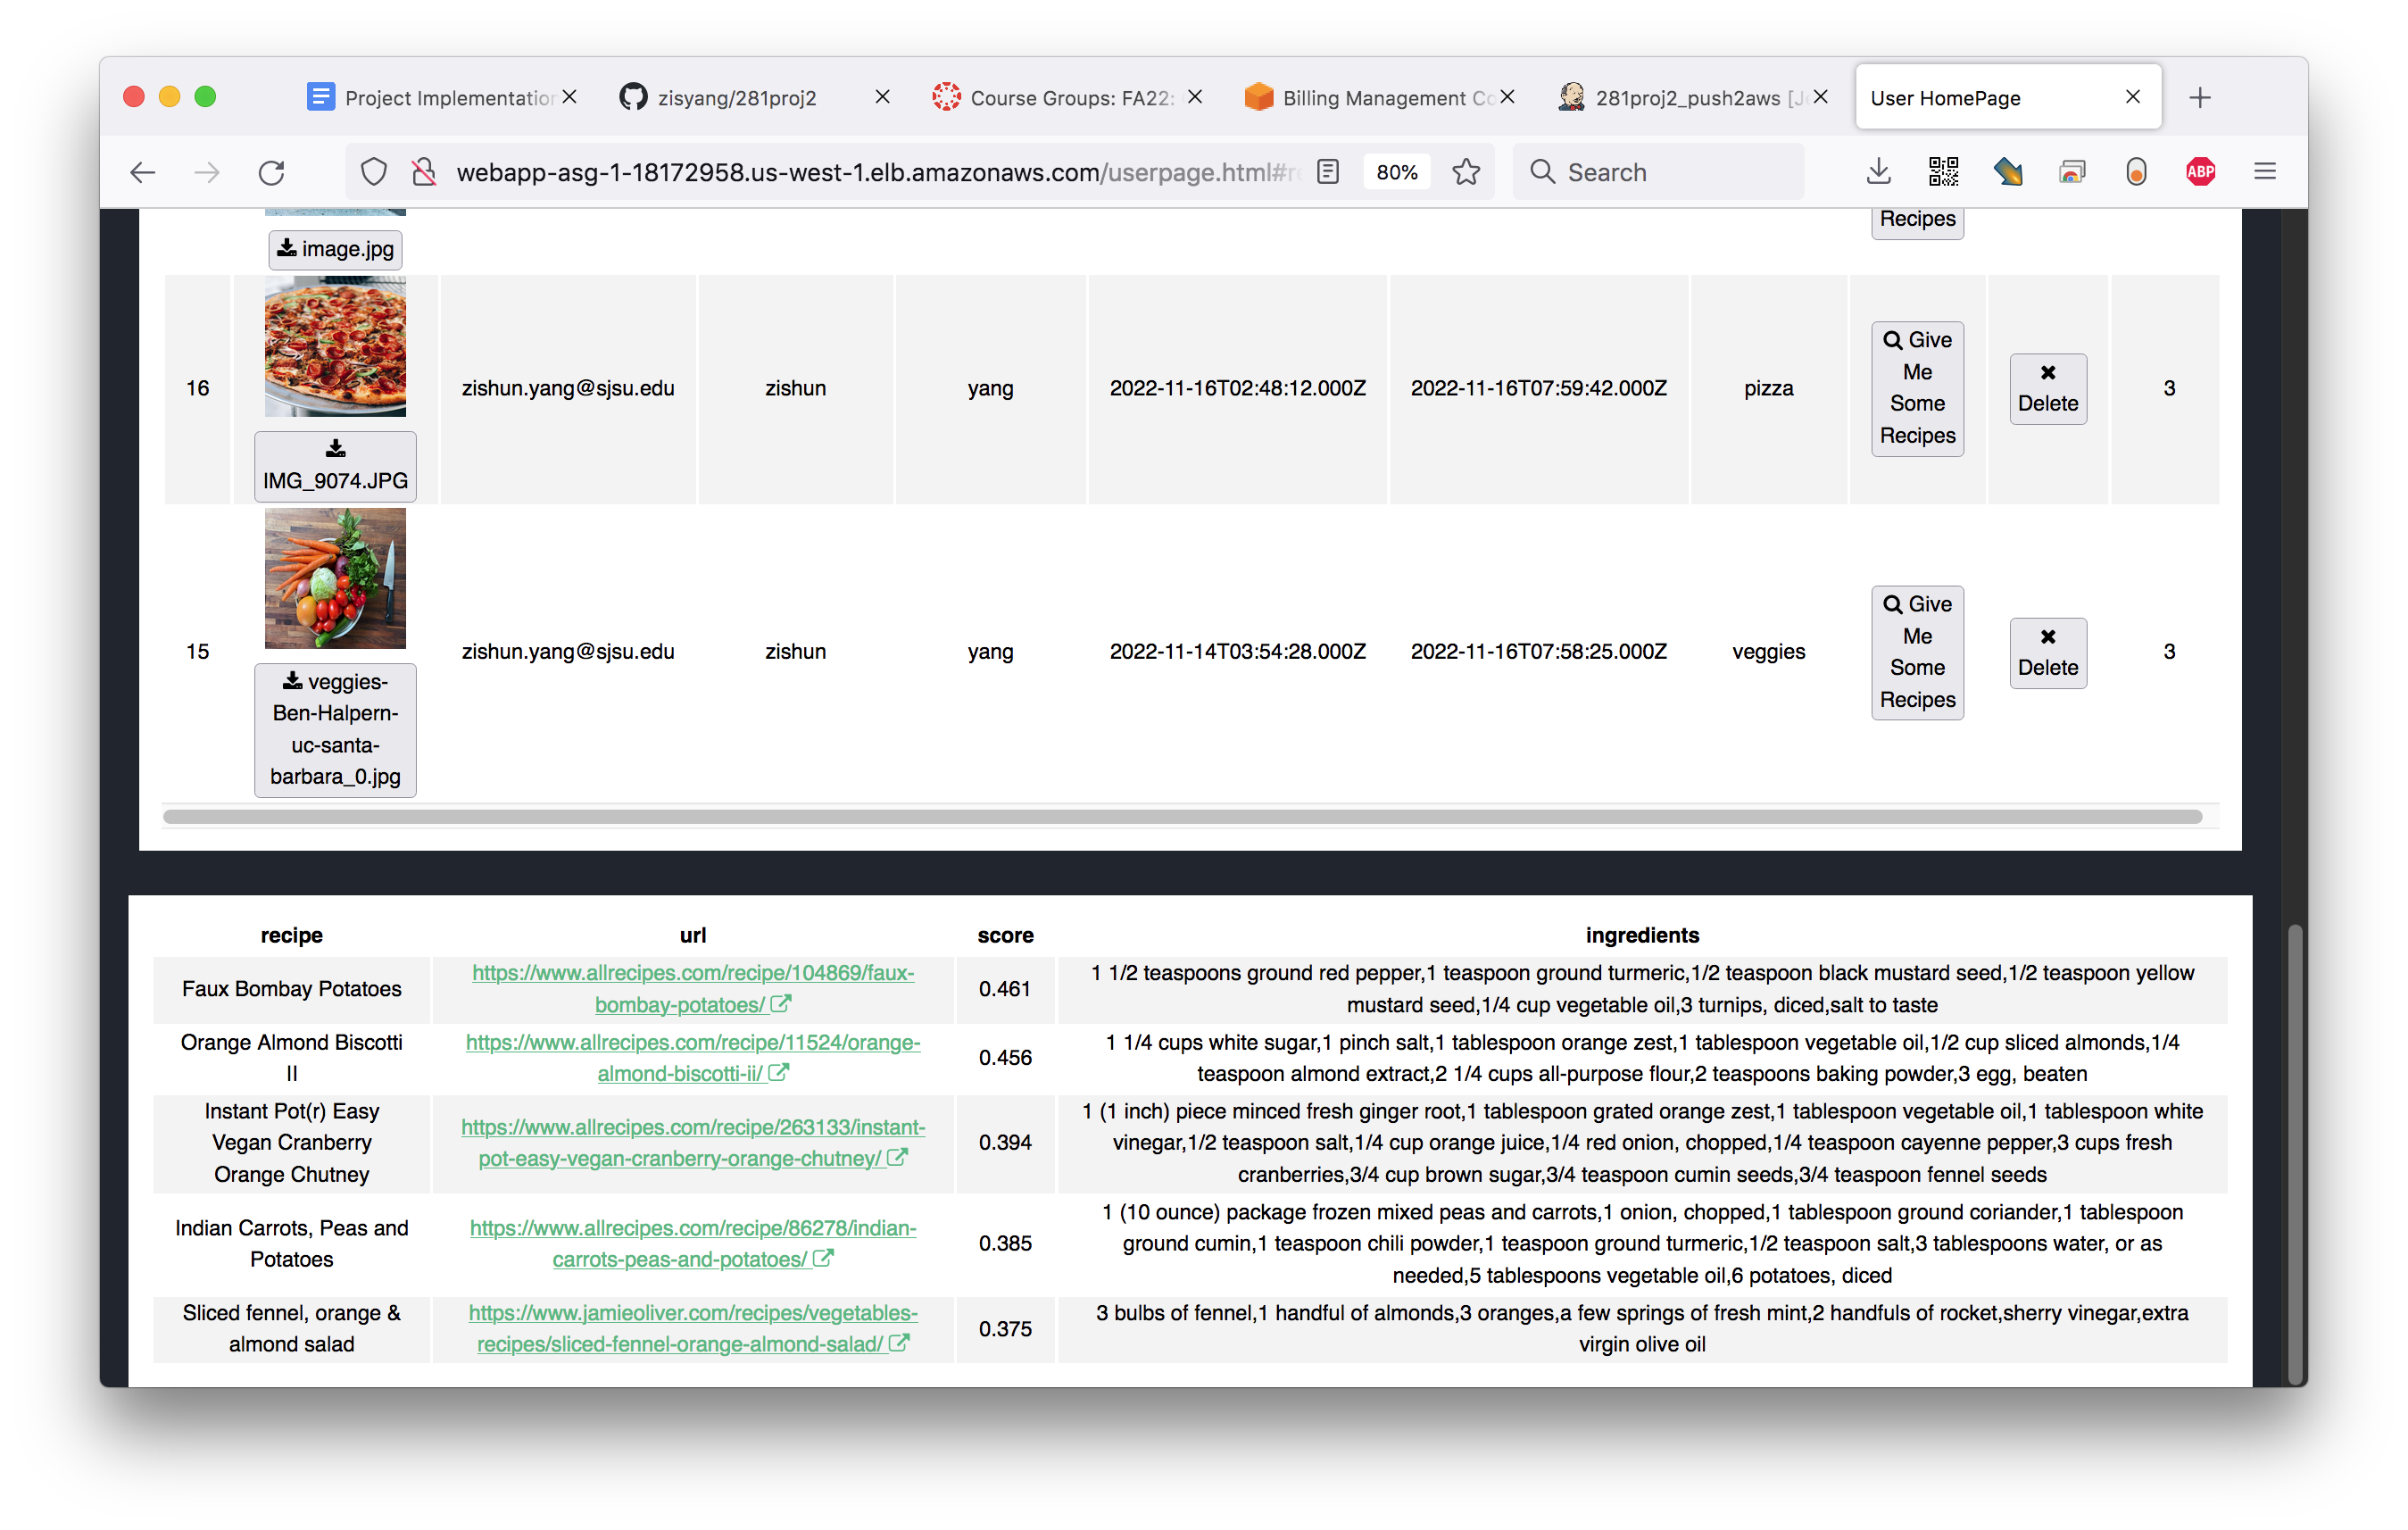 Project Implementation
zisyang/281proj2
Course Groups: FA22:
Billing Management Co
281proj2_push2aws [Je
User HomePage
webapp-asg-1-18172958.us-west-1.elb.amazonaws.com/userpage.html#re
80%
Search
ABP
image.jpg
Recipes
16
IMG_9074.JPG
zishun.yang@sjsu.edu
zishun
yang
2022-11-16T02:48:12.000Z
2022-11-16T07:59:42.000Z
pizza
Give
Me
Some
Recipes
Delete
3
15
veggies-
Ben-Halpern-
uc-santa-
barbara_0.jpg
zishun.yang@sjsu.edu
zishun
yang
2022-11-14T03:54:28.000Z
2022-11-16T07:58:25.000Z
veggies
Give
Me
Some
Recipes
Delete
3
recipe
url
score
ingredients
Faux Bombay Potatoes
https://www.allrecipes.com/recipe/104869/faux-
bombay-potatoes/
0.461
1 1/2 teaspoons ground red pepper,1 teaspoon ground turmeric,1/2 teaspoon black mustard seed,1/2 teaspoon yellow
mustard seed,1/4 cup vegetable oil,3 turnips, diced,salt to taste
Orange Almond Biscotti
II
https://www.allrecipes.com/recipe/11524/orange-
almond-biscotti-ii/
0.456
1 1/4 cups white sugar,1 pinch salt,1 tablespoon orange zest,1 tablespoon vegetable oil,1/2 cup sliced almonds,1/4
teaspoon almond extract,2 1/4 cups all-purpose flour,2 teaspoons baking powder,3 egg, beaten
Instant Pot(r) Easy
Vegan Cranberry
Orange Chutney
https://www.allrecipes.com/recipe/263133/instant-
pot-easy-vegan-cranberry-orange-chutney/
0.394
1 (1 inch) piece minced fresh ginger root,1 tablespoon grated orange zest,1 tablespoon vegetable oil,1 tablespoon white
vinegar,1/2 teaspoon salt,1/4 cup orange juice,1/4 red onion, chopped,1/4 teaspoon cayenne pepper,3 cups fresh
cranberries,3/4 cup brown sugar,3/4 teaspoon cumin seeds,3/4 teaspoon fennel seeds
Indian Carrots, Peas and
Potatoes
https://www.allrecipes.com/recipe/86278/indian-
carrots-peas-and-potatoes/
0.385
1 (10 ounce) package frozen mixed peas and carrots,1 onion, chopped,1 tablespoon ground coriander,1 tablespoon
ground cumin,1 teaspoon chili powder,1 teaspoon ground turmeric,1/2 teaspoon salt,3 tablespoons water, or as
needed,5 tablespoons vegetable oil,6 potatoes, diced
Sliced fennel, orange &
almond salad
https://www.jamieoliver.com/recipes/vegetables-
recipes/sliced-fennel-orange-almond-salad/
0.375
3 bulbs of fennel,1 handful of almonds,3 oranges,a few springs of fresh mint,2 handfuls of rocket,sherry vinegar,extra
virgin olive oil